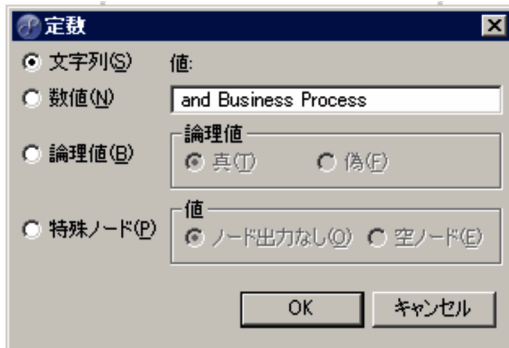 定数
文字列(S)
値:
数値(N)
and Business Process
論理値(B)
論理値
真(T)
偽(F)
特殊ノード(P)
値
ノード出力なし(O)
空ノード(E)
OK
キャンセル